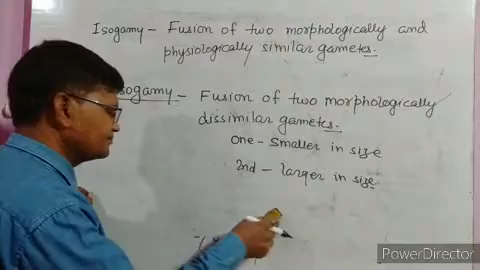 Isogamy - Fusion of two morphologically and
physiologically similar gametes.
sogamy - Fusion of two morphologically
dissimilar gametes.
one - smaller in size
2nd - larger in size.
PowerDirector